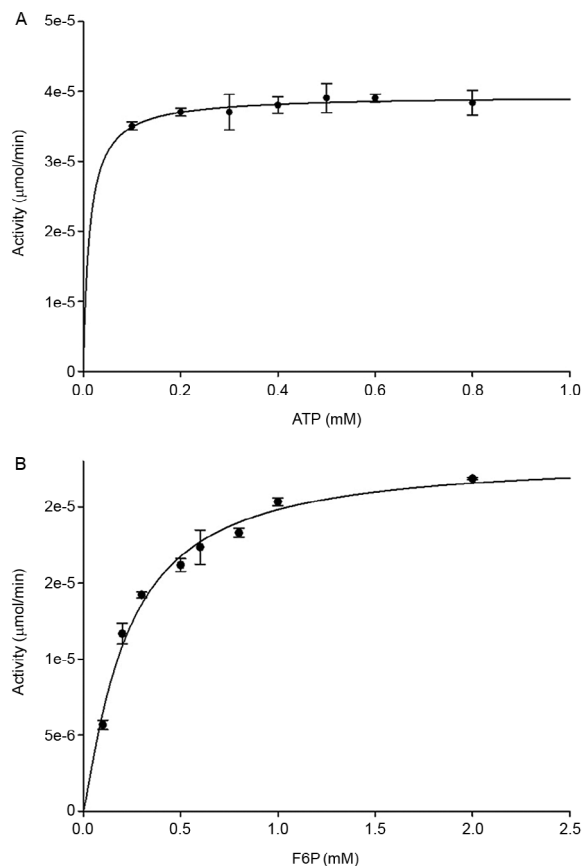 A
5e-5
4e-5
3e-5
2e-5
1e-5
0
Activity (µmol/min)
0.0 0.2 0.4 0.6 0.8 1.0
ATP (mM)
B
2e-5
2e-5
1e-5
5e-6
0
Activity (µmol/min)
0.0 0.5 1.0 1.5 2.0 2.5
F6P (mM)